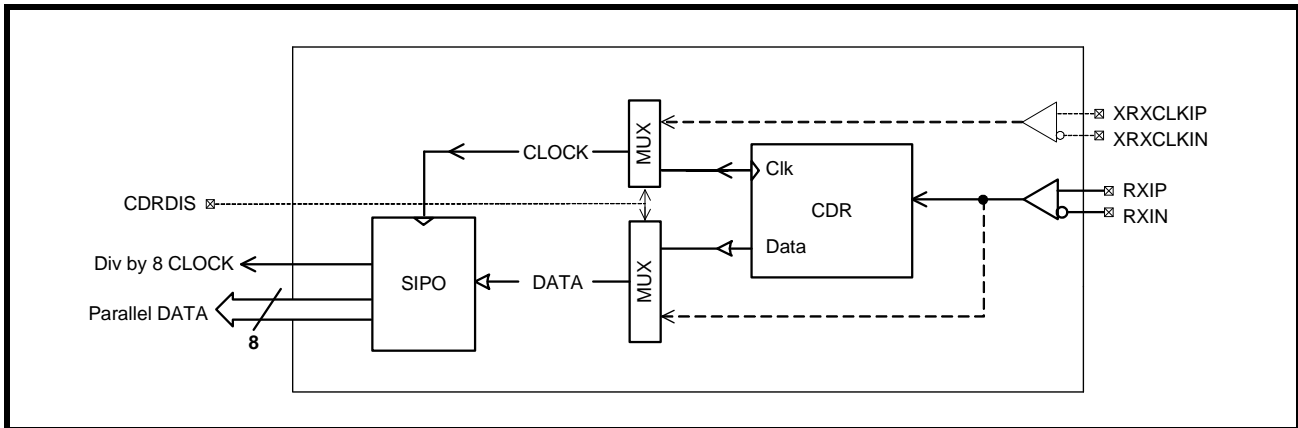 XRXCLKIP
XRXCLKIN
MUX
CLOCK
Clk
CDR
RXIP
RXIN
CDRDIS
Data
MUX
Div by 8 CLOCK
SIPO
DATA
Parallel DATA
8